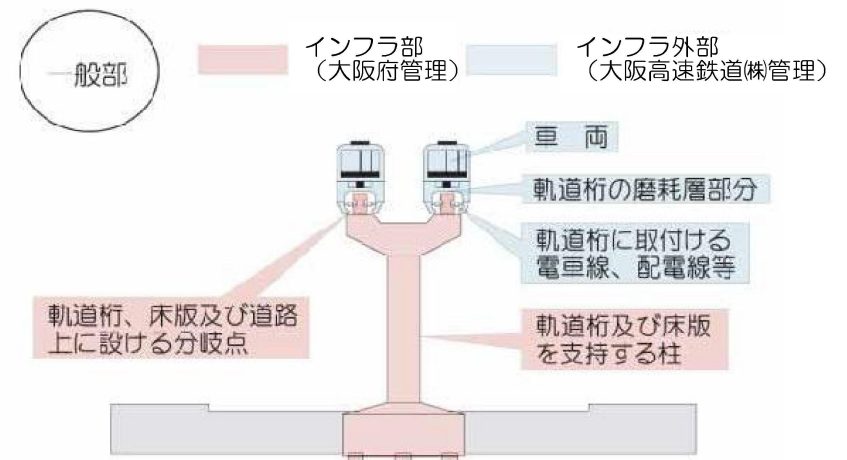 一般部
インフラ部
（大阪府管理）
インフラ外部
（大阪高速鉄道㈱管理）
車　両
軌道桁の磨耗層部分
軌道桁に取付ける
電車線、配電線等
軌道桁、床版及び道路
上に設ける分岐点
軌道桁及び床版
を支持する柱